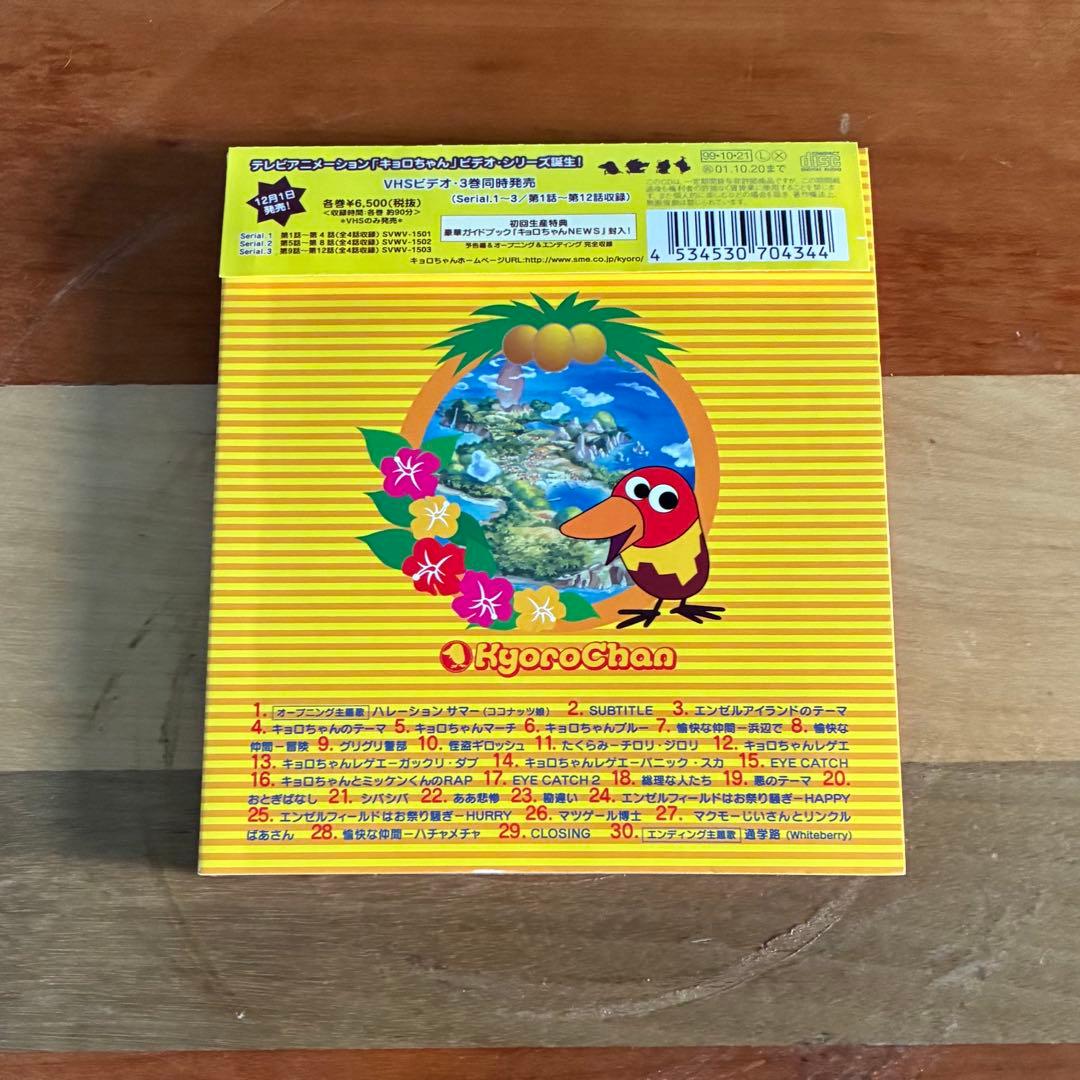 テレビアニメーション「キョロちゃん」ビデオ・シリーズ誕生!
99・10・21 L X
COMPACT disc DIGITAL AUDIO
01.10.20まで
12月1日発売!
VHSビデオ・3巻同時発売
(Serial.1~3/第1話~第12話収録)
各巻¥6,500(税抜)
<収録時間:各巻 約90分>
*VHSのみ発売*
初回生産特典
豪華ガイドブック「キョロちゃんNEWS」封入!
予告編&オープニング&エンディング 完全収録
Serial.1 第1話~第4話(全4話収録)SVWV-1501
Serial.2 第5話~第8話(全4話収録)SVWV-1502
Serial.3 第9話~第12話(全4話収録)SVWV-1503
キョロちゃんホームページURL:http://www.sme.co.jp/kyoro/
4 534530 704344
KyoroChan
1. オープニング主題歌 ハレーション サマー(ココナッツ娘) 2. SUBTITLE 3. エンゼルアイランドのテーマ
4. キョロちゃんのテーマ 5. キョロちゃんマーチ 6. キョロちゃんブルー 7. 愉快な仲間ー浜辺で 8. 愉快な
仲間ー冒険 9. グリグリ警部 10. 怪盗ギロッシュ 11. たくらみーチロリ・ジロリ 12. キョロちゃんレゲエ
13. キョロちゃんレゲエーガックリ・ダブ 14. キョロちゃんレゲエーパニック・スカ 15. EYE CATCH
16. キョロちゃんとミッケンくんのRAP 17. EYE CATCH 2 18. 総理な人たち 19. 悪のテーマ 20.
おとぎばなし 21. シバシバ 22. ああ悲惨 23. 勘違い 24. エンゼルフィールドはお祭り騒ぎーHAPPY
25. エンゼルフィールドはお祭り騒ぎーHURRY 26. マツゲール博士 27. マクモーじいさんとリンクル
ばあさん 28. 愉快な仲間ーハチャメチャ 29. CLOSING 30. エンディング主題歌 通学路(Whiteberry)